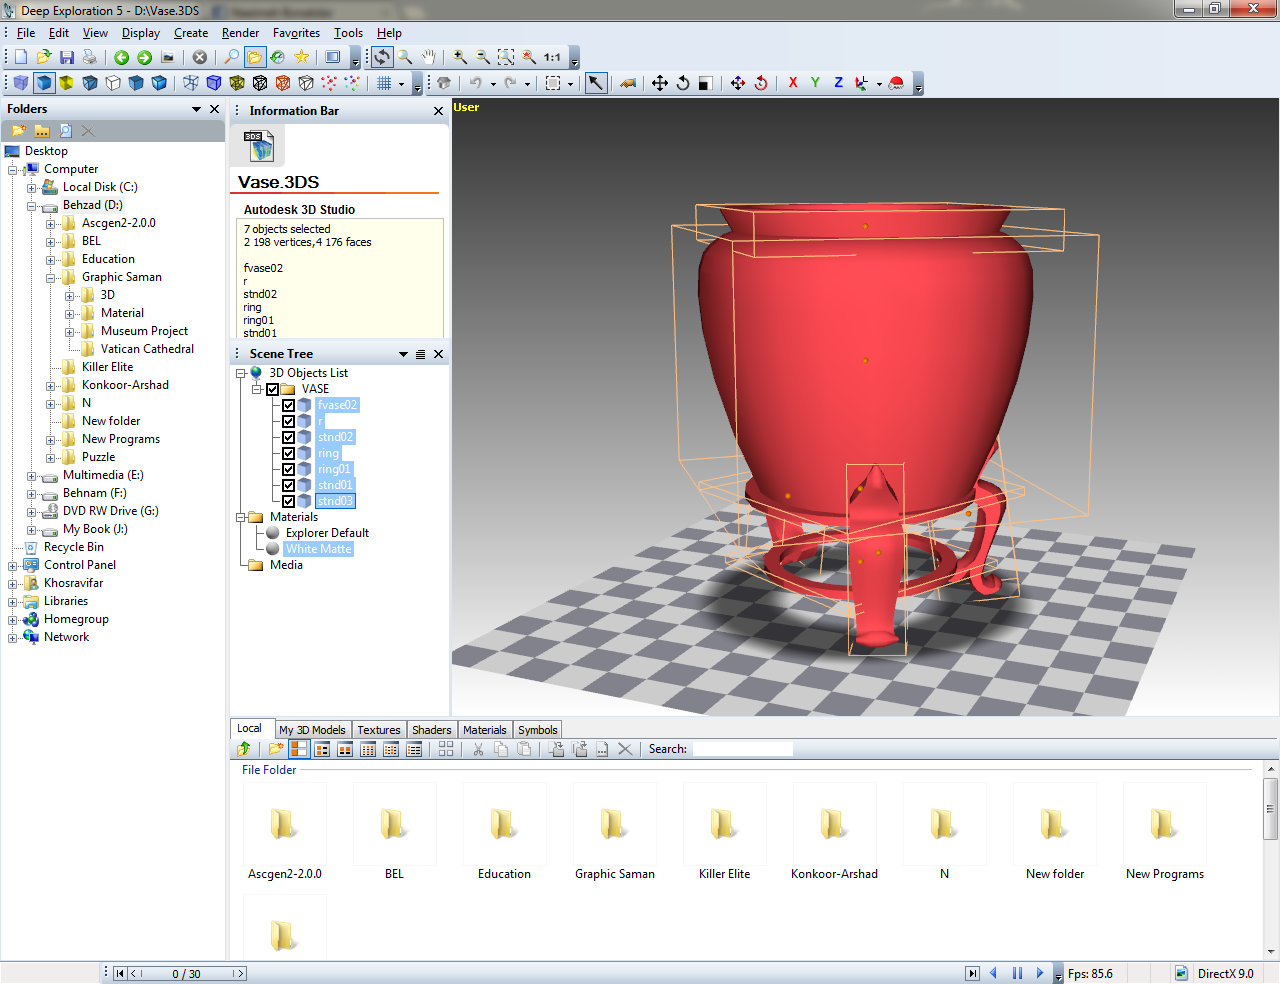 Deep Exploration 5 - D:\Vase.3DS
File Edit View Display Create Render Favorites Tools Help
1:1
X Y Z
Folders
Desktop
Computer
Local Disk (C:)
Behzad (D:)
Ascgen2-2.0.0
BEL
Education
Graphic Saman
3D
Material
Museum Project
Vatican Cathedral
Killer Elite
Konkoor-Arshad
N
New folder
New Programs
Puzzle
Multimedia (E:)
Behnam (F:)
DVD RW Drive (G:)
My Book (J:)
Recycle Bin
Control Panel
Khosravifar
Libraries
Homegroup
Network
Information Bar
3DS
Vase.3DS
Autodesk 3D Studio
7 objects selected
2 198 vertices,4 176 faces
fvase02
r
stnd02
ring
ring01
stnd01
Scene Tree
3D Objects List
VASE
fvase02
r
stnd02
ring
ring01
stnd01
stnd03
Materials
Explorer Default
White Matte
Media
User
Local My 3D Models Textures Shaders Materials Symbols
Search:
File Folder
Ascgen2-2.0.0 BEL Education Graphic Saman Killer Elite Konkoor-Arshad N New folder New Programs
0 / 30
Fps: 85.6
DirectX 9.0